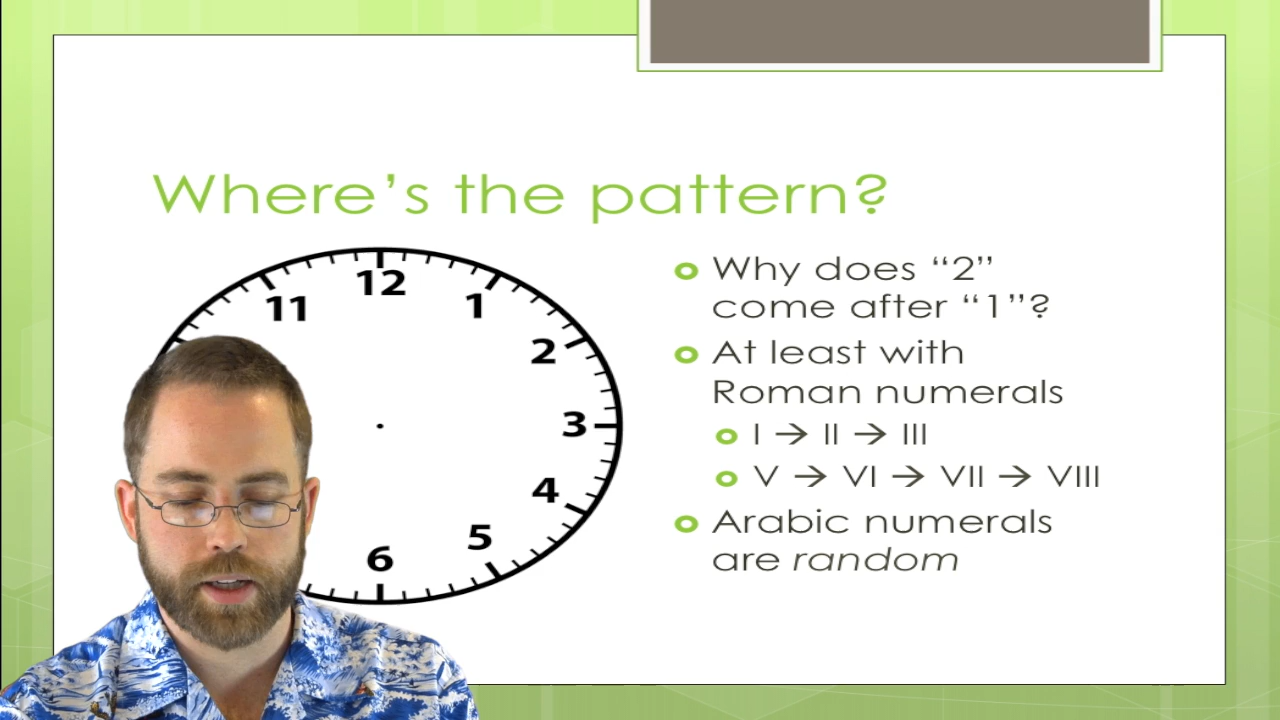 Where's the pattern?
12
11
1
2
3
4
5
6
Why does “2”
come after “1”?
At least with
Roman numerals
I → II → III
V → VI → VII → VIII
Arabic numerals
are random